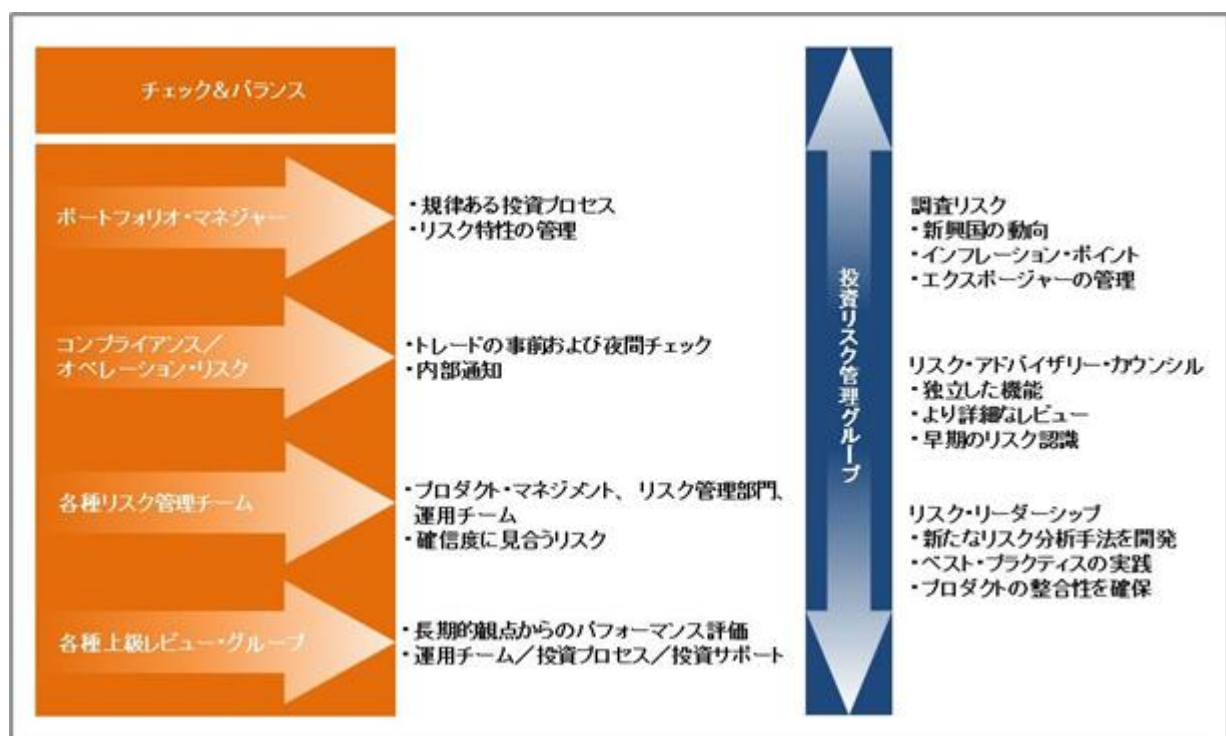 チェック&バランス
ポートフォリオ・マネジャー
・規律ある投資プロセス
・リスク特性の管理
コンプライアンス／
オペレーション・リスク
・トレードの事前および夜間チェック
・内部通知
各種リスク管理チーム
・プロダクト・マネジメント、リスク管理部門、
運用チーム
・確信度に見合うリスク
各種上級レビュー・グループ
・長期的観点からのパフォーマンス評価
・運用チーム／投資プロセス／投資サポート
投資リスク管理グループ
調査リスク
・新興国の動向
・インフレーション・ポイント
・エクスポージャーの管理
リスク・アドバイザリー・カウンシル
・独立した機能
・より詳細なレビュー
・早期のリスク認識
リスク・リーダーシップ
・新たなリスク分析手法を開発
・ベスト・プラクティスの実践
・プロダクトの整合性を確保